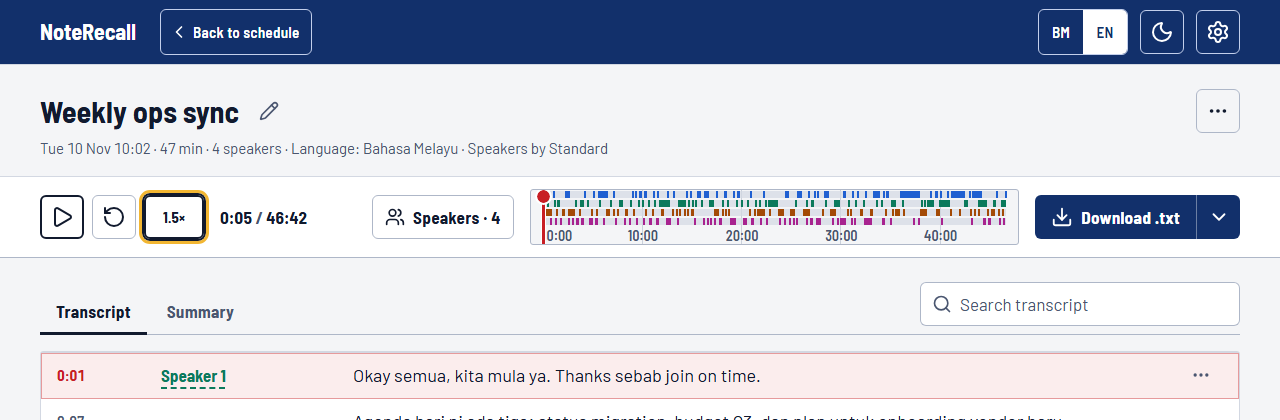 NoteRecall
Back to schedule
BM EN
Weekly ops sync
Tue 10 Nov 10:02 · 47 min · 4 speakers · Language: Bahasa Melayu · Speakers by Standard
1.5×
0:05 / 46:42
Speakers · 4
0:00 10:00 20:00 30:00 40:00
Download .txt
Transcript
Summary
Search transcript
0:01 Speaker 1 Okay semua, kita mula ya. Thanks sebab join on time.